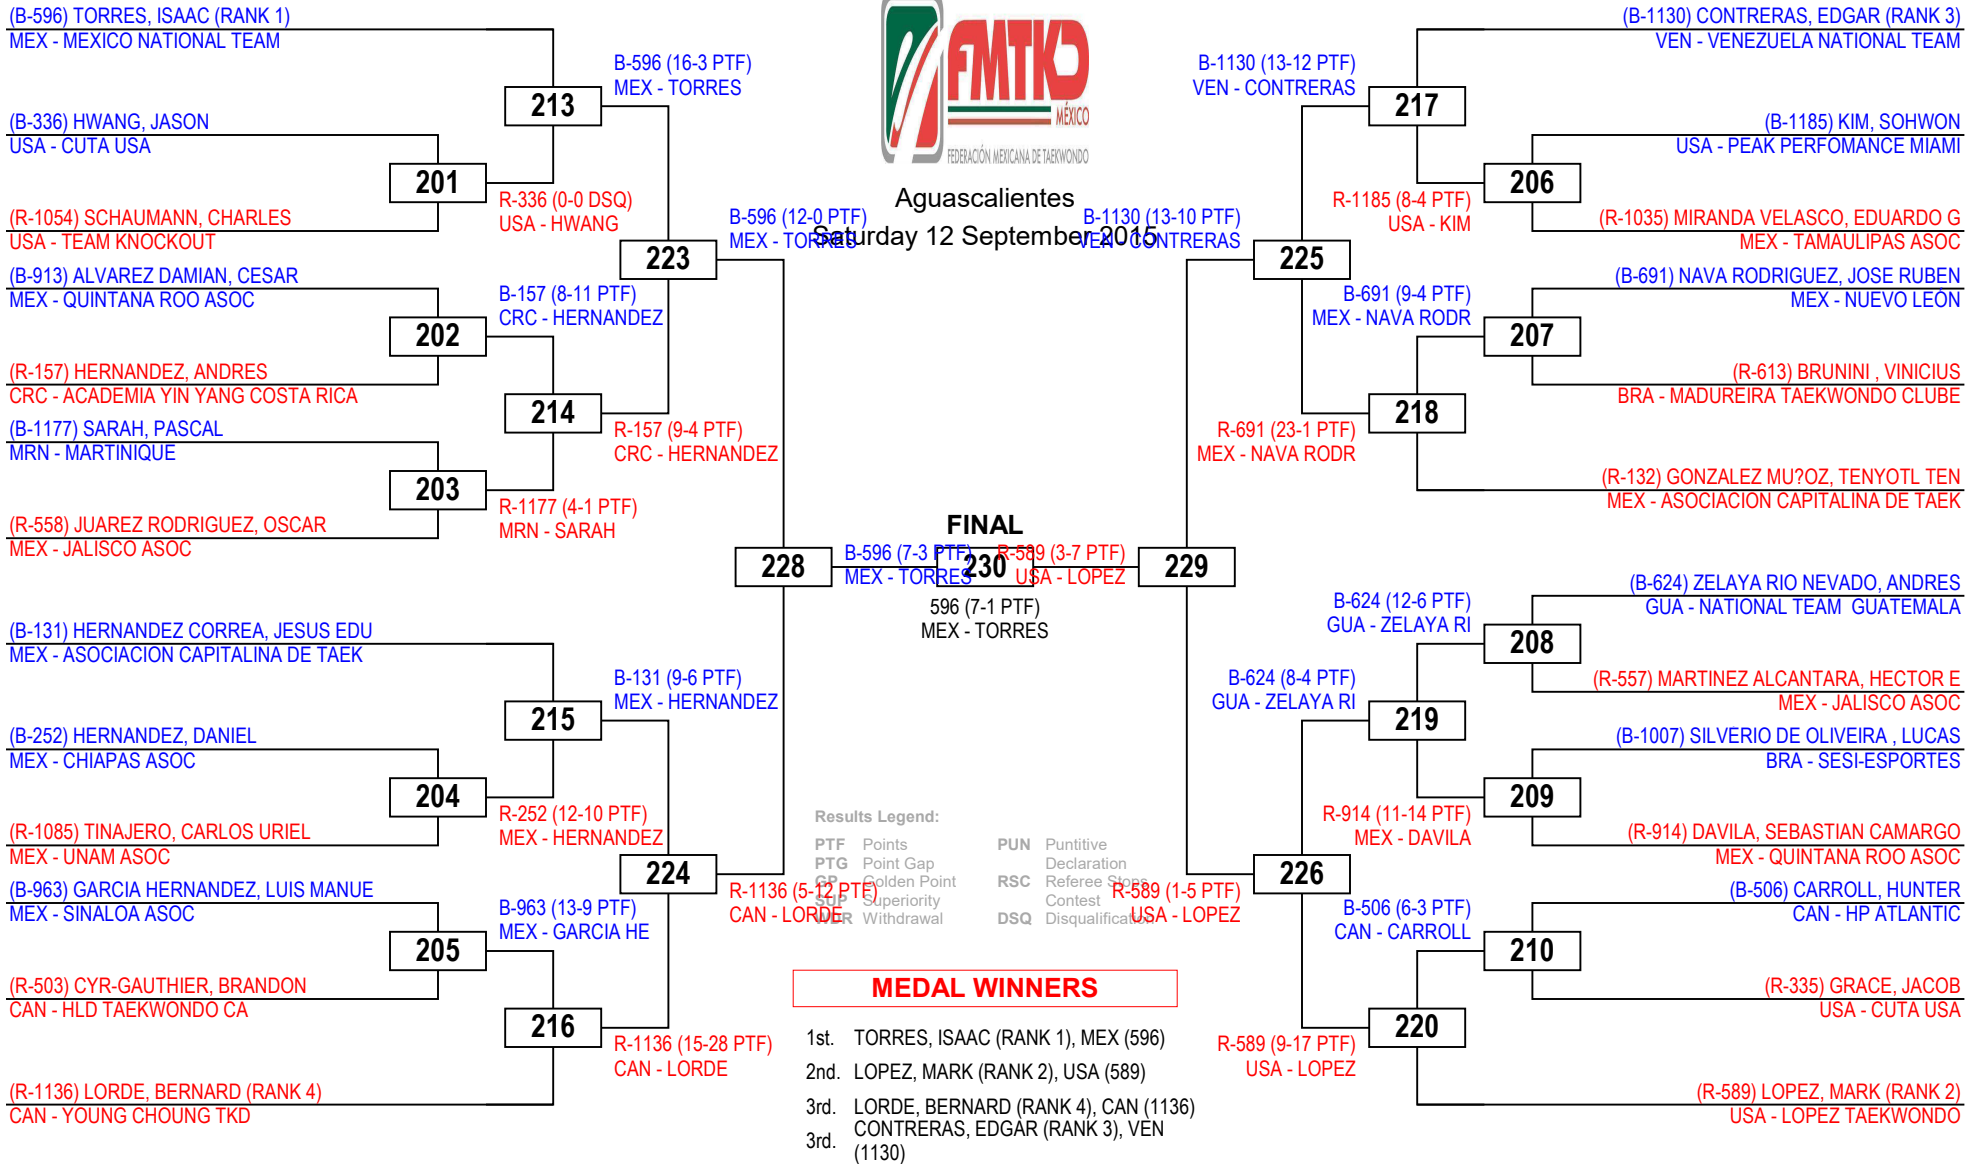 (B-596) TORRES, ISAAC (RANK 1)
MEX - MEXICO NATIONAL TEAM
(B-336) HWANG, JASON
USA - CUTA USA
(R-1054) SCHAUMANN, CHARLES
USA - TEAM KNOCKOUT
(B-913) ALVAREZ DAMIAN, CESAR
MEX - QUINTANA ROO ASOC
(R-157) HERNANDEZ, ANDRES
CRC - ACADEMIA YIN YANG COSTA RICA
(B-1177) SARAH, PASCAL
MRN - MARTINIQUE
(R-558) JUAREZ RODRIGUEZ, OSCAR
MEX - JALISCO ASOC
(B-131) HERNANDEZ CORREA, JESUS EDU
MEX - ASOCIACION CAPITALINA DE TAEK
(B-252) HERNANDEZ, DANIEL
MEX - CHIAPAS ASOC
(R-1085) TINAJERO, CARLOS URIEL
MEX - UNAM ASOC
(B-963) GARCIA HERNANDEZ, LUIS MANUE
MEX - SINALOA ASOC
(R-503) CYR-GAUTHIER, BRANDON
CAN - HLD TAEKWONDO CA
(R-1136) LORDE, BERNARD (RANK 4)
CAN - YOUNG CHOUNG TKD
201
202
203
204
205
R-336 (0-0 DSQ)
USA - HWANG
B-157 (8-11 PTF)
CRC - HERNANDEZ
R-1177 (4-1 PTF)
MRN - SARAH
R-252 (12-10 PTF)
MEX - HERNANDEZ
B-963 (13-9 PTF)
MEX - GARCIA HE
213
214
215
216
B-596 (16-3 PTF)
MEX - TORRES
R-157 (9-4 PTF)
CRC - HERNANDEZ
B-131 (9-6 PTF)
MEX - HERNANDEZ
R-1136 (15-28 PTF)
CAN - LORDE
223
224
B-596 (12-0 PTF)
MEX - TORRES
R-1136 (5-12 PTF)
CAN - LORDE
228
FMTKD
MÉXICO
FEDERACIÓN MEXICANA DE TAEKWONDO
Aguascalientes
Saturday 12 September 2015
FINAL
B-596 (7-3 PTF)
MEX - TORRES
230
R-589 (3-7 PTF)
USA - LOPEZ
596 (7-1 PTF)
MEX - TORRES
Results Legend:
PTF Points
PTG Point Gap
GP Golden Point
SUP Superiority
WDR Withdrawal
PUN Puntitive
Declaration
RSC Referee Stops
Contest
DSQ Disqualification
MEDAL WINNERS
1st. TORRES, ISAAC (RANK 1), MEX (596)
2nd. LOPEZ, MARK (RANK 2), USA (589)
3rd. LORDE, BERNARD (RANK 4), CAN (1136)
3rd. CONTRERAS, EDGAR (RANK 3), VEN
(1130)
229
B-1130 (13-10 PTF)
VEN - CONTRERAS
R-589 (1-5 PTF)
USA - LOPEZ
225
226
B-1130 (13-12 PTF)
VEN - CONTRERAS
R-691 (23-1 PTF)
MEX - NAVA RODR
B-624 (8-4 PTF)
GUA - ZELAYA RI
R-589 (9-17 PTF)
USA - LOPEZ
217
218
219
220
R-1185 (8-4 PTF)
USA - KIM
B-691 (9-4 PTF)
MEX - NAVA RODR
B-624 (12-6 PTF)
GUA - ZELAYA RI
R-914 (11-14 PTF)
MEX - DAVILA
B-506 (6-3 PTF)
CAN - CARROLL
206
207
208
209
210
(B-1130) CONTRERAS, EDGAR (RANK 3)
VEN - VENEZUELA NATIONAL TEAM
(B-1185) KIM, SOHWON
USA - PEAK PERFOMANCE MIAMI
(R-1035) MIRANDA VELASCO, EDUARDO G
MEX - TAMAULIPAS ASOC
(B-691) NAVA RODRIGUEZ, JOSE RUBEN
MEX - NUEVO LEÓN
(R-613) BRUNINI , VINICIUS
BRA - MADUREIRA TAEKWONDO CLUBE
(R-132) GONZALEZ MU?OZ, TENYOTL TEN
MEX - ASOCIACION CAPITALINA DE TAEK
(B-624) ZELAYA RIO NEVADO, ANDRES
GUA - NATIONAL TEAM  GUATEMALA
(R-557) MARTINEZ ALCANTARA, HECTOR E
MEX - JALISCO ASOC
(B-1007) SILVERIO DE OLIVEIRA , LUCAS
BRA - SESI-ESPORTES
(R-914) DAVILA, SEBASTIAN CAMARGO
MEX - QUINTANA ROO ASOC
(B-506) CARROLL, HUNTER
CAN - HP ATLANTIC
(R-335) GRACE, JACOB
USA - CUTA USA
(R-589) LOPEZ, MARK (RANK 2)
USA - LOPEZ TAEKWONDO